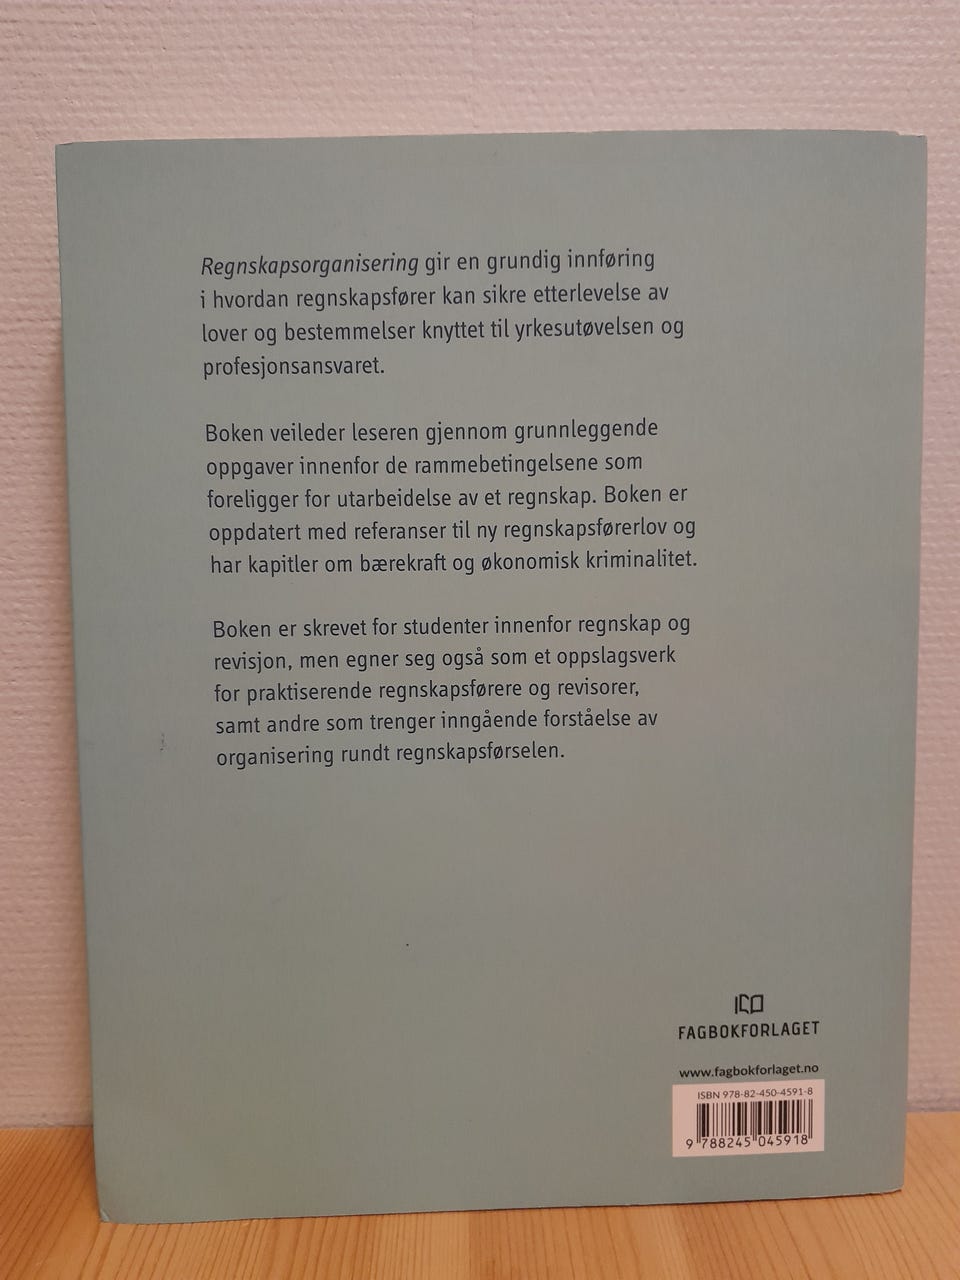 Regnskapsorganisering gir en grundig innføring
i hvordan regnskapsfører kan sikre etterlevelse av
lover og bestemmelser knyttet til yrkesutøvelsen og
profesjonsansvaret.
Boken veileder leseren gjennom grunnleggende
oppgaver innenfor de rammebetingelsene som
foreligger for utarbeidelse av et regnskap. Boken er
oppdatert med referanser til ny regnskapsførerlov og
har kapitler om bærekraft og økonomisk kriminalitet.
Boken er skrevet for studenter innenfor regnskap og
revisjon, men egner seg også som et oppslagsverk
for praktiserende regnskapsførere og revisorer,
samt andre som trenger inngående forståelse av
organisering rundt regnskapsførselen.
FAGBOKFORLAGET
www.fagbokforlaget.no
ISBN 978-82-450-4591-8
9 788245 045918